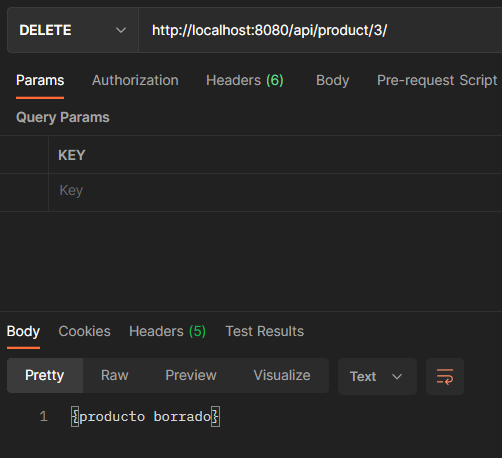 DELETE http://localhost:8080/api/product/3/
Params Authorization Headers (6) Body Pre-request Script
Query Params
KEY
Key
Body Cookies Headers (5) Test Results
Pretty Raw Preview Visualize Text
1 {producto borrado}